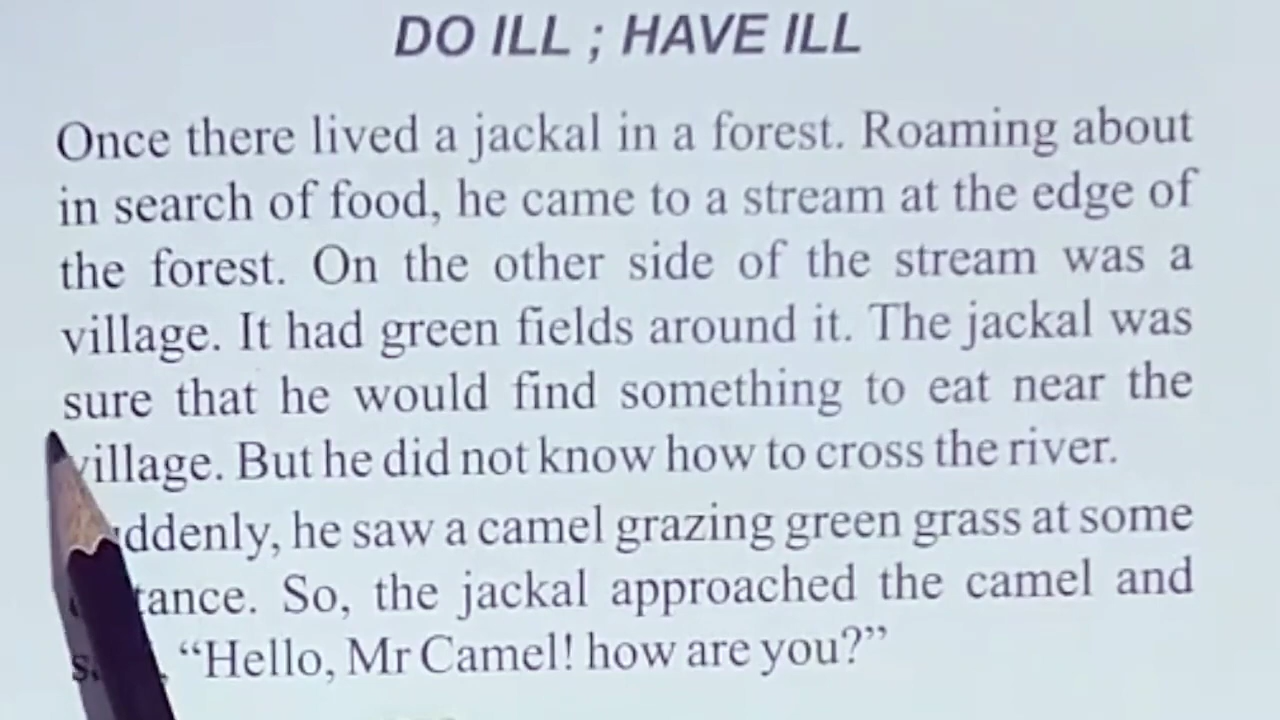 DO ILL ; HAVE ILL
Once there lived a jackal in a forest. Roaming about
in search of food, he came to a stream at the edge of
the forest. On the other side of the stream was a
village. It had green fields around it. The jackal was
sure that he would find something to eat near the
village. But he did not know how to cross the river.
he saw a camel grazing green grass at some
So, the jackal approached the camel and
“Hello, Mr Camel! how are you?”